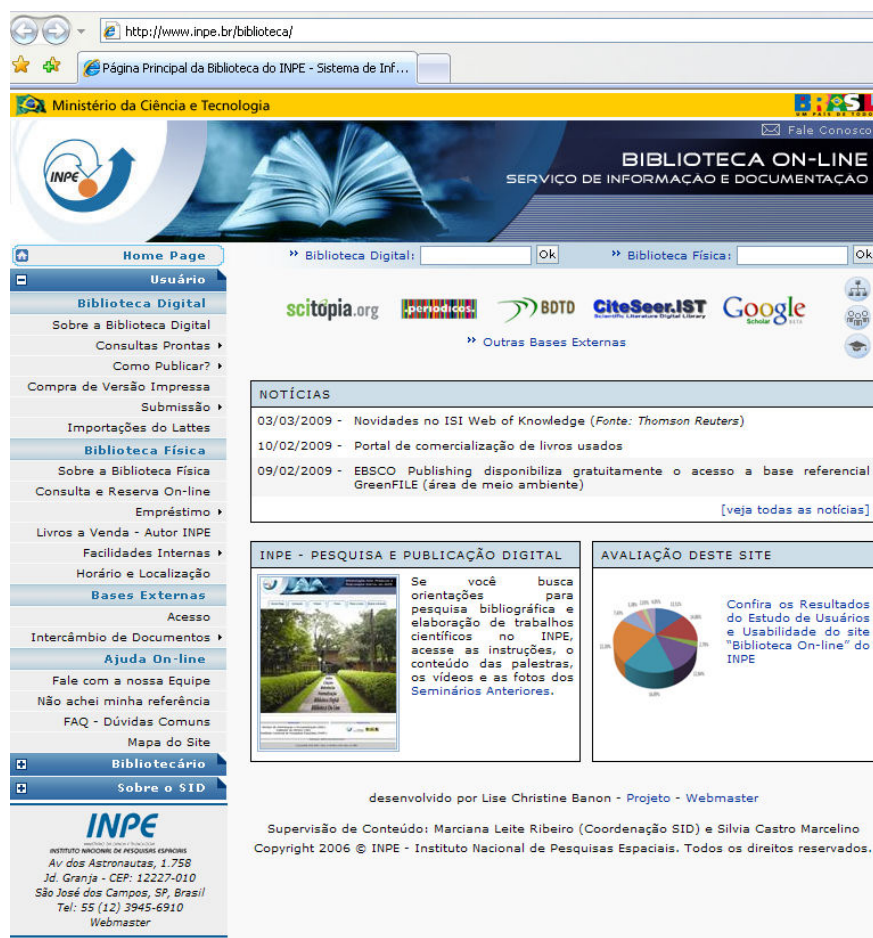 http://www.inpe.br/biblioteca/
Página Principal da Biblioteca do INPE - Sistema de Inf...
Ministério da Ciência e Tecnologia
BRASIL
UM PAÍS DE TODO
Fale Conosco
INPE
BIBLIOTECA ON-LINE
SERVIÇO DE INFORMAÇÃO E DOCUMENTAÇÃO
Home Page
Usuário
Biblioteca Digital
Sobre a Biblioteca Digital
Consultas Prontas
Como Publicar?
Compra de Versão Impressa
Submissão
Importações do Lattes
Biblioteca Física
Sobre a Biblioteca Física
Consulta e Reserva On-line
Empréstimo
Livros a Venda - Autor INPE
Facilidades Internas
Horário e Localização
Bases Externas
Acesso
Intercâmbio de Documentos
Ajuda On-line
Fale com a nossa Equipe
Não achei minha referência
FAQ - Dúvidas Comuns
Mapa do Site
Bibliotecário
Sobre o SID
INPE
INSTITUTO NACIONAL DE PESQUISAS ESPACIAIS
Av dos Astronautas, 1.758
Jd. Granja - CEP: 12227-010
São José dos Campos, SP, Brasil
Tel: 55 (12) 3945-6910
Webmaster
» Biblioteca Digital: Ok » Biblioteca Física: Ok
scitopia.org .periodicos. BDTD CiteSeer.IST Google
Scientific Literature Digital Library Scholar BETA
» Outras Bases Externas
NOTÍCIAS
03/03/2009 - Novidades no ISI Web of Knowledge (Fonte: Thomson Reuters)
10/02/2009 - Portal de comercialização de livros usados
09/02/2009 - EBSCO Publishing disponibiliza gratuitamente o acesso a base referencial
GreenFILE (área de meio ambiente)
[veja todas as notícias]
INPE - PESQUISA E PUBLICAÇÃO DIGITAL
Se você busca
orientações para
pesquisa bibliográfica e
elaboração de trabalhos
científicos no INPE,
acesse as instruções, o
conteúdo das palestras,
os vídeos e as fotos dos
Seminários Anteriores.
AVALIAÇÃO DESTE SITE
Confira os Resultados
do Estudo de Usuários
e Usabilidade do site
"Biblioteca On-line" do
INPE
desenvolvido por Lise Christine Banon - Projeto - Webmaster
Supervisão de Conteúdo: Marciana Leite Ribeiro (Coordenação SID) e Silvia Castro Marcelino
Copyright 2006 © INPE - Instituto Nacional de Pesquisas Espaciais. Todos os direitos reservados.